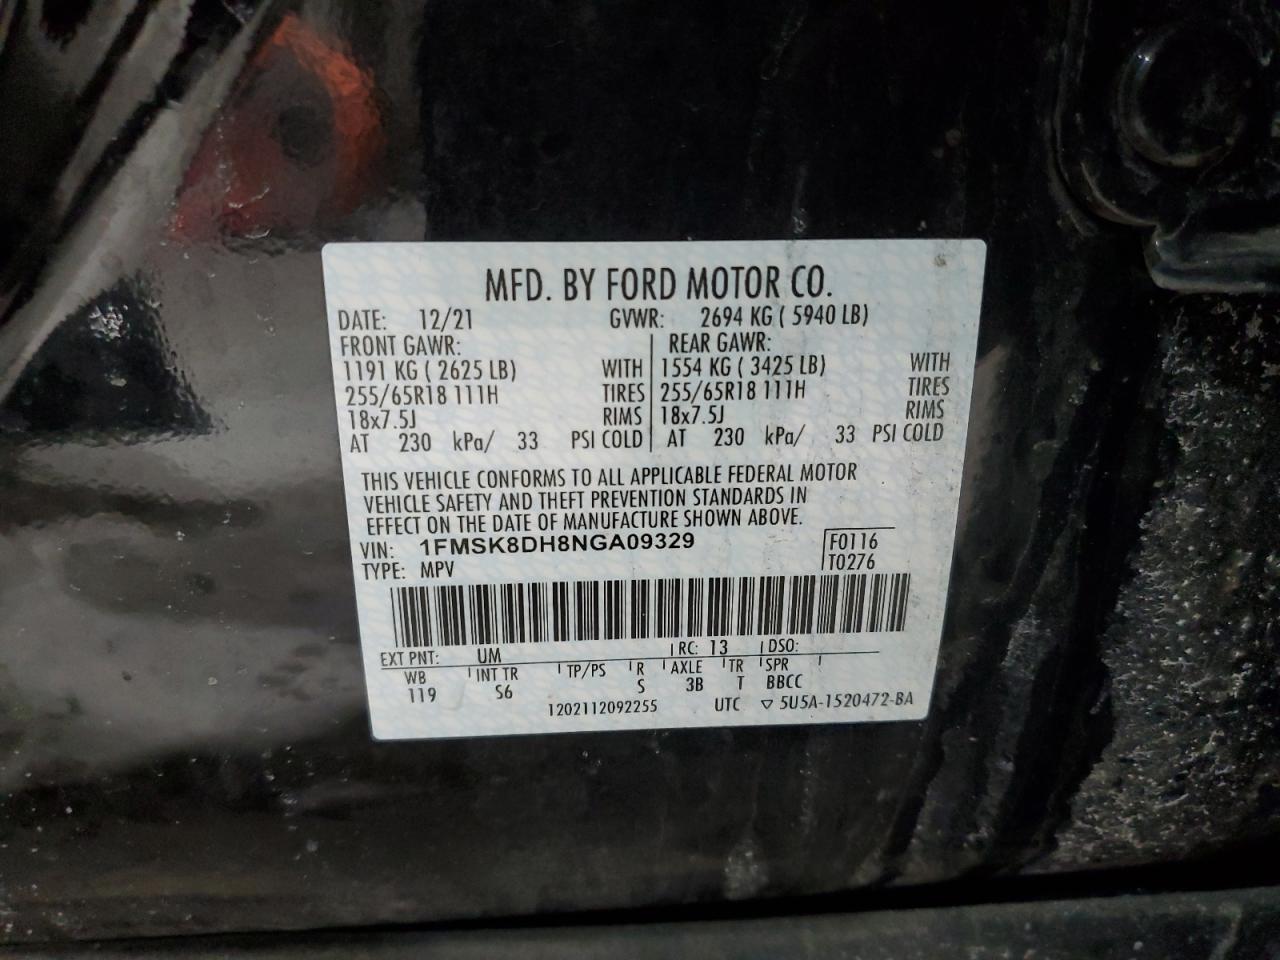 MFD. BY FORD MOTOR CO.
DATE: 12/21 GVWR: 2694 KG ( 5940 LB)
FRONT GAWR: REAR GAWR:
1191 KG ( 2625 LB) WITH 1554 KG ( 3425 LB) WITH
255/65R18 111H TIRES 255/65R18 111H TIRES
18x7.5J RIMS 18x7.5J RIMS
AT 230 kPa/ 33 PSI COLD AT 230 kPa/ 33 PSI COLD
THIS VEHICLE CONFORMS TO ALL APPLICABLE FEDERAL MOTOR
VEHICLE SAFETY AND THEFT PREVENTION STANDARDS IN
EFFECT ON THE DATE OF MANUFACTURE SHOWN ABOVE.
VIN: 1FMSK8DH8NGA09329 F0116
TYPE: MPV T0276
EXT PNT: UM RC: 13 DSO:
WB INT TR TP/PS R AXLE TR SPR
119 S6 S 3B T BBCC
1202112092255 UTC ▽ 5U5A-1520472-BA